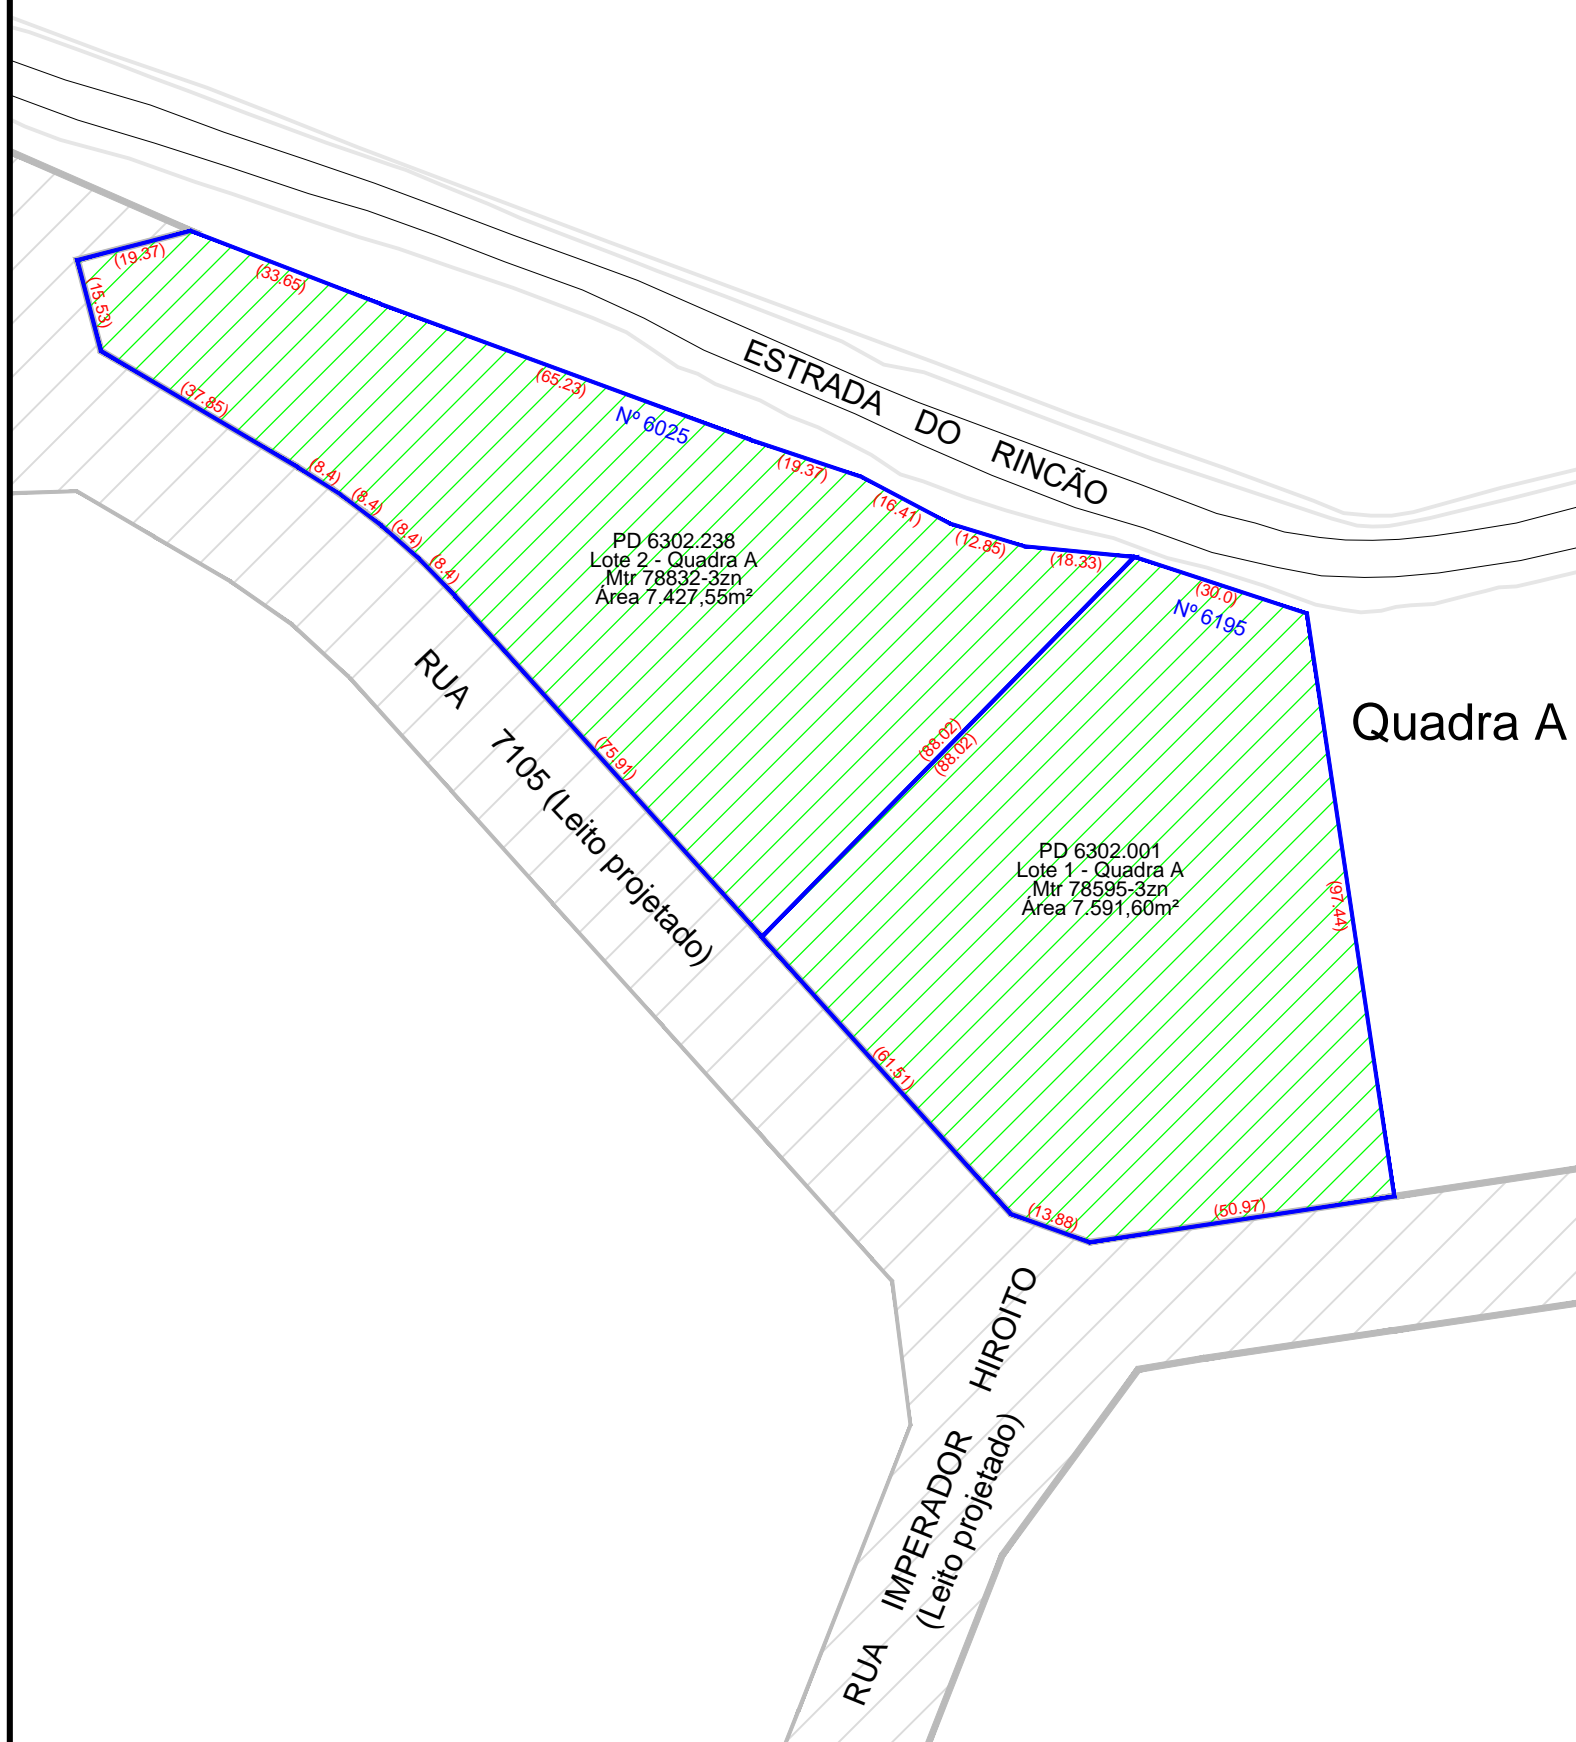 (19.37)
(15.53)
(33.65)
(65.23)
Nº 6025
(37.85)
(8.4)
(8.4)
(8.4)
(8.4)
(19.37)
(16.41)
(12.85)
(18.33)
ESTRADA DO RINCÃO
PD 6302.238
Lote 2 - Quadra A
Mtr 78832-3zn
Área 7.427,55m²
(30.0)
Nº 6195
Quadra A
RUA 7105 (Leito projetado)
(75.91)
(88.02)
(88.02)
PD 6302.001
Lote 1 - Quadra A
Mtr 78595-3zn
Área 7.591,60m²
(97.44)
(61.51)
(13.88)
(50.97)
RUA IMPERADOR HIROITO
(Leito projetado)